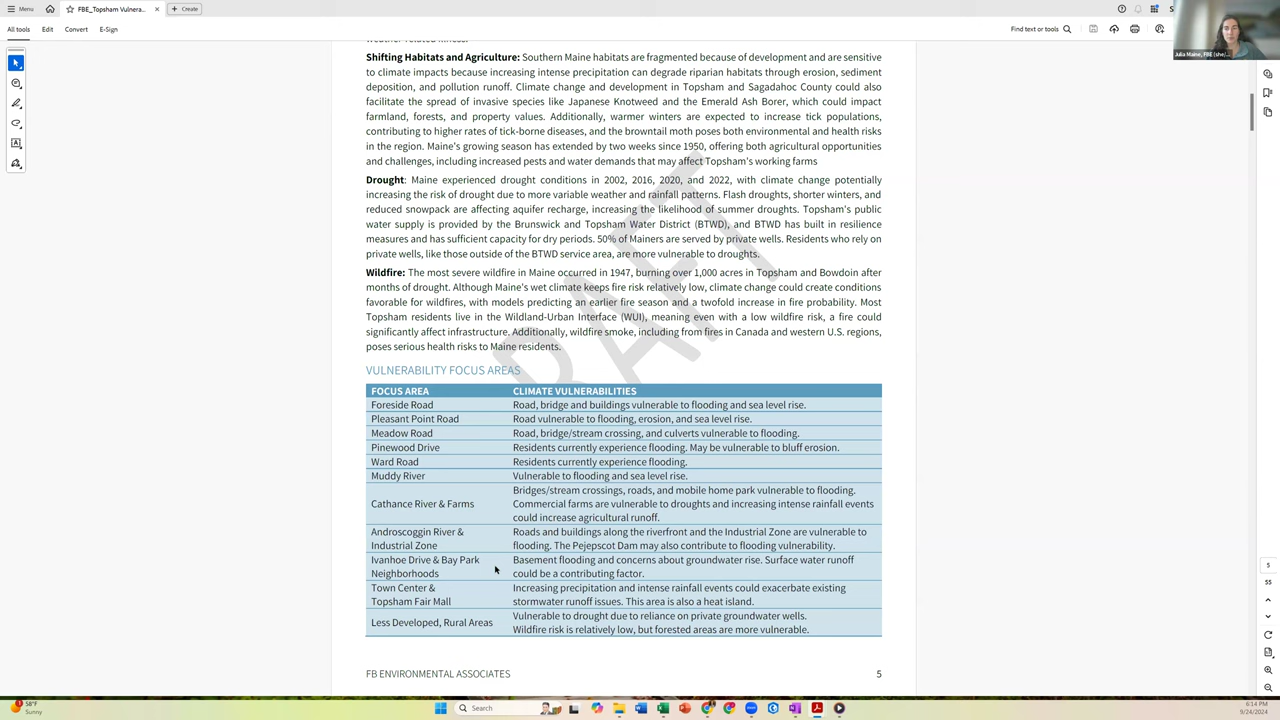 Menu
FBE_Topsham Vulnera...
Create
All tools
Edit
Convert
E-Sign
Find text or tools
Julia Maine, FBE (she/...
Shifting Habitats and Agriculture: Southern Maine habitats are fragmented because of development and are sensitive
to climate impacts because increasing intense precipitation can degrade riparian habitats through erosion, sediment
deposition, and pollution runoff. Climate change and development in Topsham and Sagadahoc County could also
facilitate the spread of invasive species like Japanese Knotweed and the Emerald Ash Borer, which could impact
farmland, forests, and property values. Additionally, warmer winters are expected to increase tick populations,
contributing to higher rates of tick-borne diseases, and the browntail moth poses both environmental and health risks
in the region. Maine's growing season has extended by two weeks since 1950, offering both agricultural opportunities
and challenges, including increased pests and water demands that may affect Topsham's working farms
Drought: Maine experienced drought conditions in 2002, 2016, 2020, and 2022, with climate change potentially
increasing the risk of drought due to more variable weather and rainfall patterns. Flash droughts, shorter winters, and
reduced snowpack are affecting aquifer recharge, increasing the likelihood of summer droughts. Topsham's public
water supply is provided by the Brunswick and Topsham Water District (BTWD), and BTWD has built in resilience
measures and has sufficient capacity for dry periods. 50% of Mainers are served by private wells. Residents who rely on
private wells, like those outside of the BTWD service area, are more vulnerable to droughts.
Wildfire: The most severe wildfire in Maine occurred in 1947, burning over 1,000 acres in Topsham and Bowdoin after
months of drought. Although Maine's wet climate keeps fire risk relatively low, climate change could create conditions
favorable for wildfires, with models predicting an earlier fire season and a twofold increase in fire probability. Most
Topsham residents live in the Wildland-Urban Interface (WUI), meaning even with a low wildfire risk, a fire could
significantly affect infrastructure. Additionally, wildfire smoke, including from fires in Canada and western U.S. regions,
poses serious health risks to Maine residents.
VULNERABILITY FOCUS AREAS
FOCUS AREA CLIMATE VULNERABILITIES
Foreside Road Road, bridge and buildings vulnerable to flooding and sea level rise.
Pleasant Point Road Road vulnerable to flooding, erosion, and sea level rise.
Meadow Road Road, bridge/stream crossing, and culverts vulnerable to flooding.
Pinewood Drive Residents currently experience flooding. May be vulnerable to bluff erosion.
Ward Road Residents currently experience flooding.
Muddy River Vulnerable to flooding and sea level rise.
Cathance River & Farms
Bridges/stream crossings, roads, and mobile home park vulnerable to flooding.
Commercial farms are vulnerable to droughts and increasing intense rainfall events
could increase agricultural runoff.
Androscoggin River &
Industrial Zone
Roads and buildings along the riverfront and the Industrial Zone are vulnerable to
flooding. The Pejepscot Dam may also contribute to flooding vulnerability.
Ivanhoe Drive & Bay Park
Neighborhoods
Basement flooding and concerns about groundwater rise. Surface water runoff
could be a contributing factor.
Town Center &
Topsham Fair Mall
Increasing precipitation and intense rainfall events could exacerbate existing
stormwater runoff issues. This area is also a heat island.
Less Developed, Rural Areas
Vulnerable to drought due to reliance on private groundwater wells.
Wildfire risk is relatively low, but forested areas are more vulnerable.
FB ENVIRONMENTAL ASSOCIATES 5
DRAFT
5
55
58°F
Sunny
Search
6:14 PM
9/24/2024